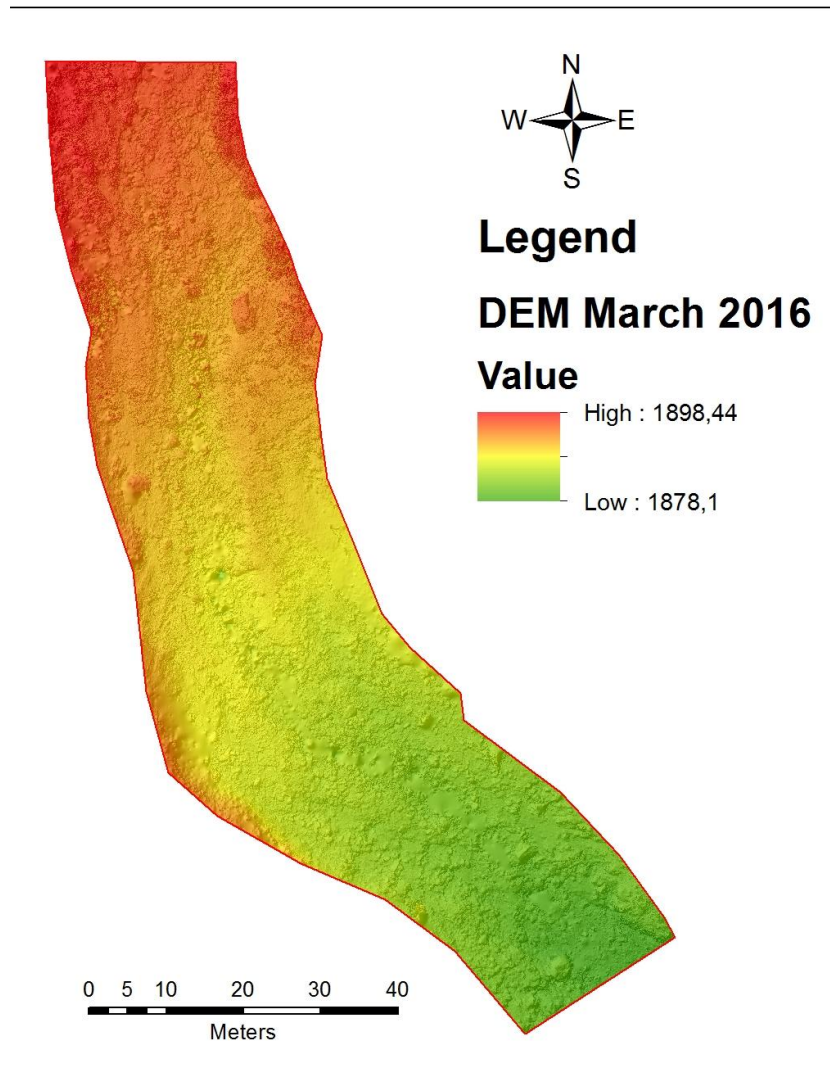 N
W E
S
Legend
DEM March 2016
Value
High : 1898,44
Low : 1878,1
0 5 10 20 30 40
Meters